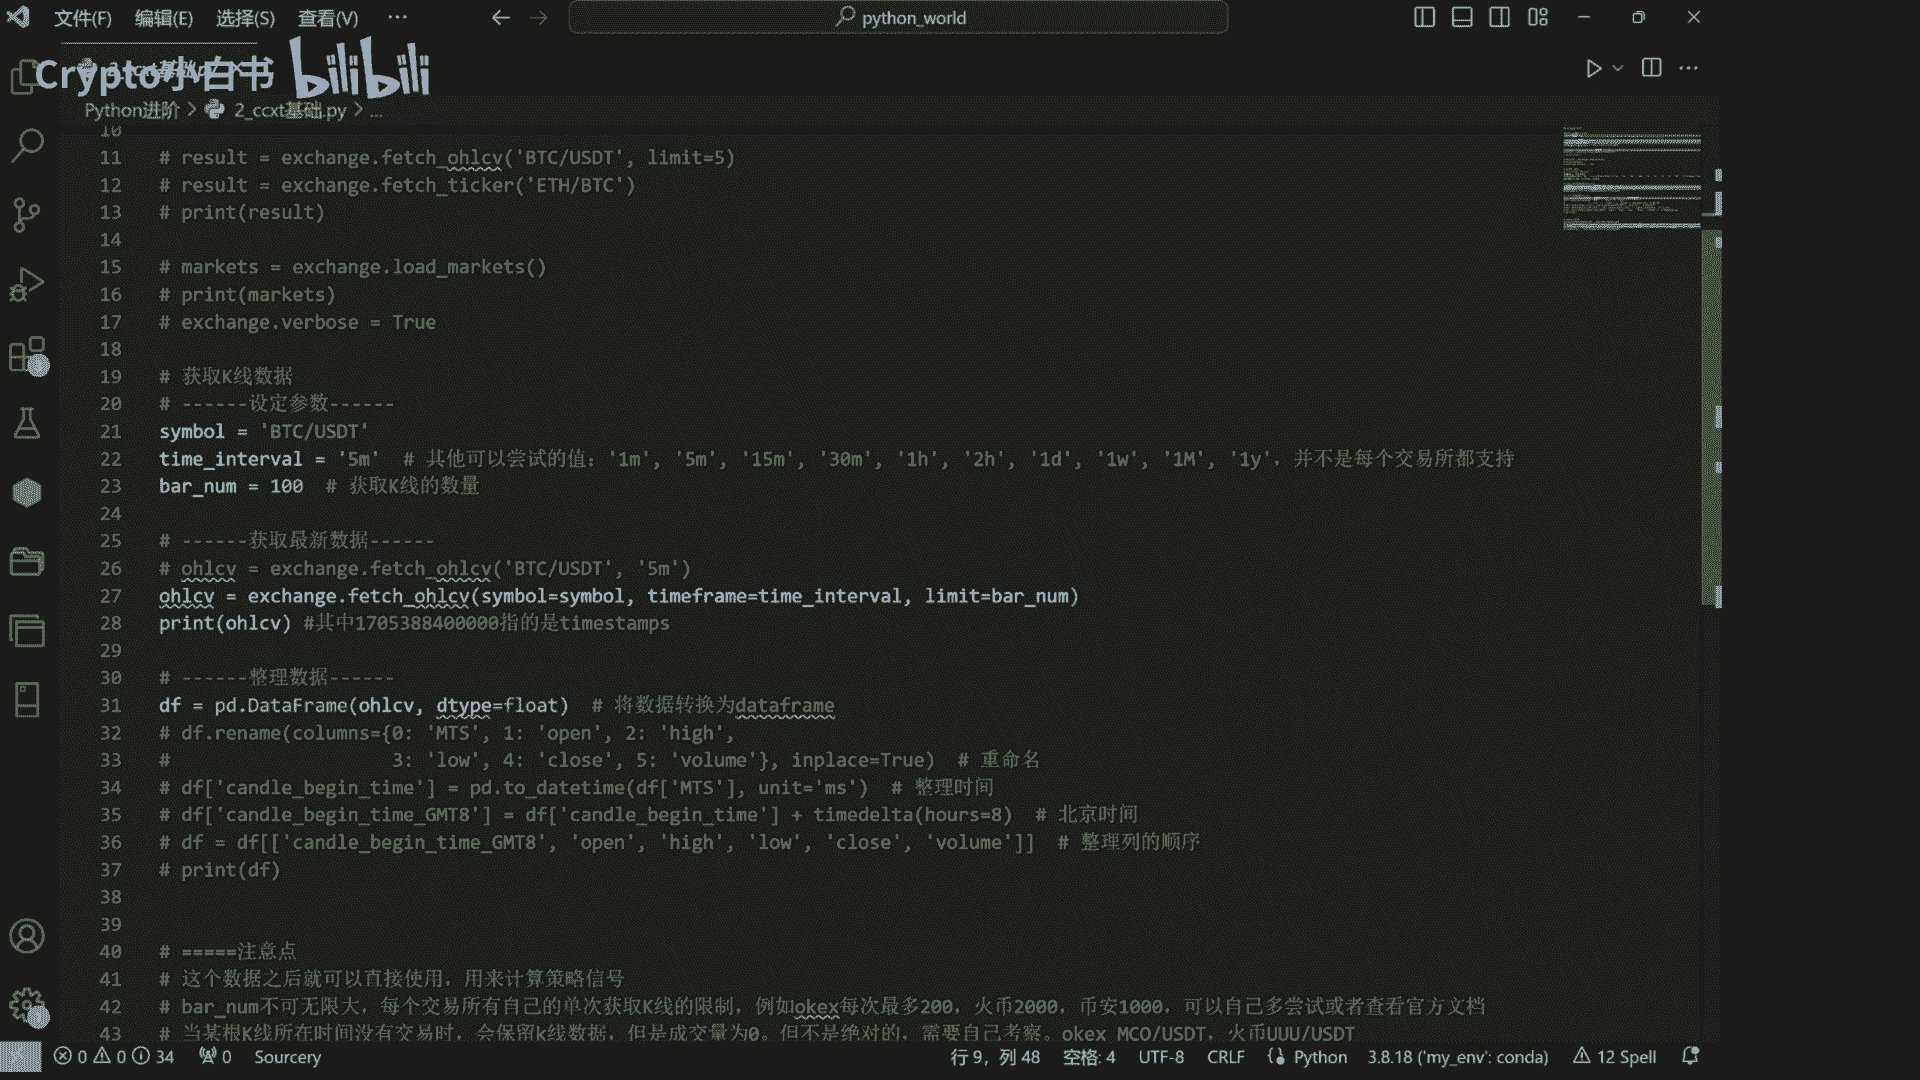 文件(F) 编辑(E) 选择(S) 查看(V) ··· python_world
Crypto小白书 bilibili
Python进阶 > 2_ccxt基础.py > ...
10
11 # result = exchange.fetch_ohlcv('BTC/USDT', limit=5)
12 # result = exchange.fetch_ticker('ETH/BTC')
13 # print(result)
14
15 # markets = exchange.load_markets()
16 # print(markets)
17 # exchange.verbose = True
18
19 # 获取K线数据
20 # ------设定参数------
21 symbol = 'BTC/USDT'
22 time_interval = '5m'  # 其他可以尝试的值：'1m', '5m', '15m', '30m', '1h', '2h', '1d', '1w', '1M', '1y'，并不是每个交易所都支持
23 bar_num = 100  # 获取K线的数量
24
25 # ------获取最新数据------
26 # ohlcv = exchange.fetch_ohlcv('BTC/USDT', '5m')
27 ohlcv = exchange.fetch_ohlcv(symbol=symbol, timeframe=time_interval, limit=bar_num)
28 print(ohlcv) #其中1705388400000指的是timestamps
29
30 # ------整理数据------
31 df = pd.DataFrame(ohlcv, dtype=float)  # 将数据转换为dataframe
32 # df.rename(columns={0: 'MTS', 1: 'open', 2: 'high',
33 #                    3: 'low', 4: 'close', 5: 'volume'}, inplace=True)  # 重命名
34 # df['candle_begin_time'] = pd.to_datetime(df['MTS'], unit='ms')  # 整理时间
35 # df['candle_begin_time_GMT8'] = df['candle_begin_time'] + timedelta(hours=8)  # 北京时间
36 # df = df[['candle_begin_time_GMT8', 'open', 'high', 'low', 'close', 'volume']]  # 整理列的顺序
37 # print(df)
38
39
40 # =====注意点
41 # 这个数据之后就可以直接使用，用来计算策略信号
42 # bar_num不可无限大，每个交易所有自己的单次获取K线的限制，例如okex每次最多200，火币2000，币安1000，可以自己多尝试或者查看官方文档
43 # 当某根K线所在时间没有交易时，会保留k线数据，但是成交量为0。但不是绝对的，需要自己考察。okex MCO/USDT，火币UUU/USDT
0 0 34 0 Sourcery 行 9，列 48 空格: 4 UTF-8 CRLF Python 3.8.18 ('my_env': conda) 12 Spell